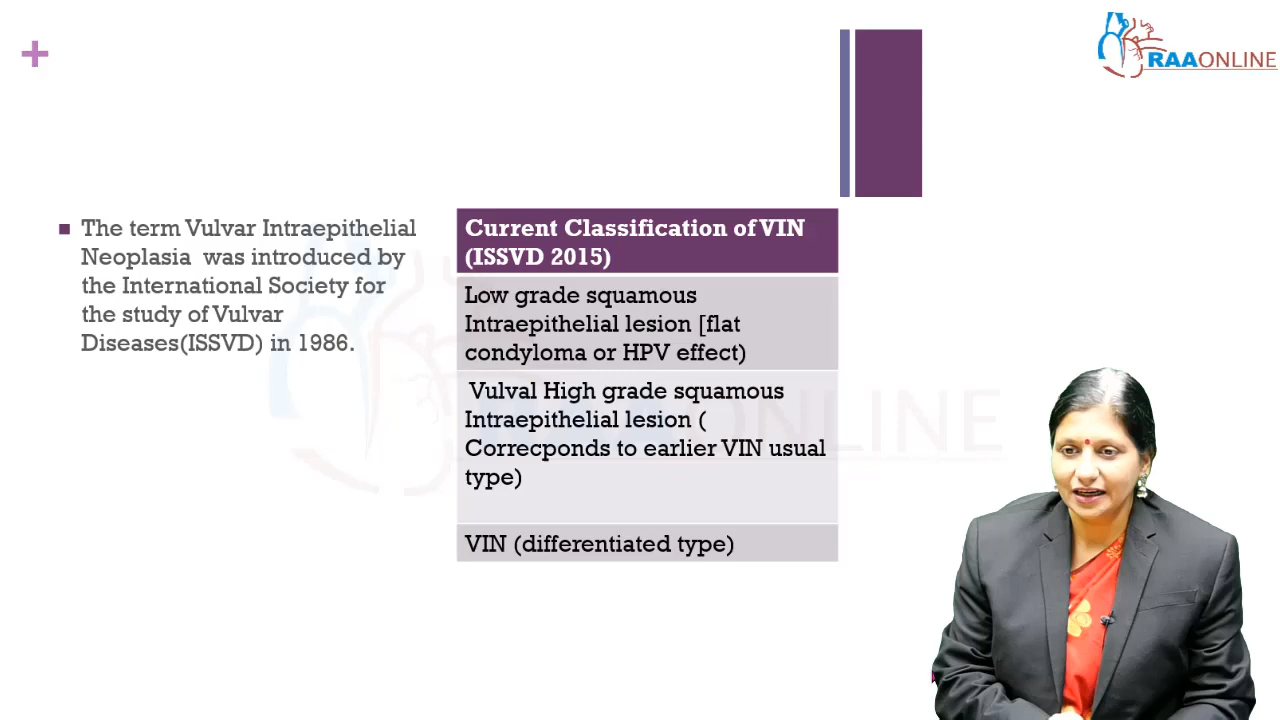 +
RAAONLINE
■ The term Vulvar Intraepithelial
Neoplasia was introduced by
the International Society for
the study of Vulvar
Diseases(ISSVD) in 1986.
Current Classification of VIN
(ISSVD 2015)
Low grade squamous
Intraepithelial lesion [flat
condyloma or HPV effect)
Vulval High grade squamous
Intraepithelial lesion (
Correcponds to earlier VIN usual
type)
VIN (differentiated type)